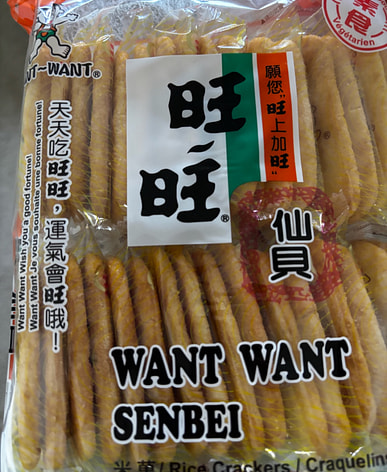 素食
Végétarien
WANT~WANT®
願您"旺上加旺"
旺旺®
天天吃旺旺，運氣會旺哦！
Want Want Wish you a good fortune!
Want Want Je vous souhaite une bonne fortune!
仙貝
WANT WANT
SENBEI
米菓/Rice Crackers/Craquelin